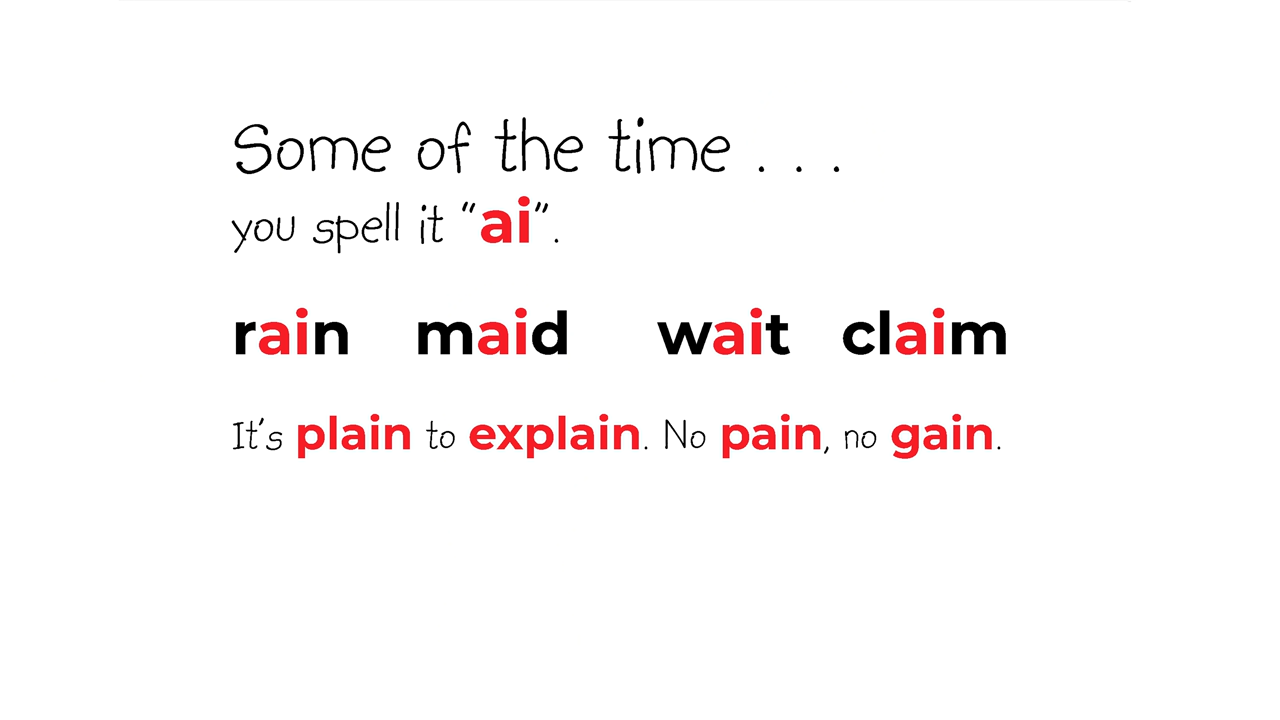 Some of the time . . .
you spell it "ai".
rain maid wait claim
It's plain to explain. No pain, no gain.